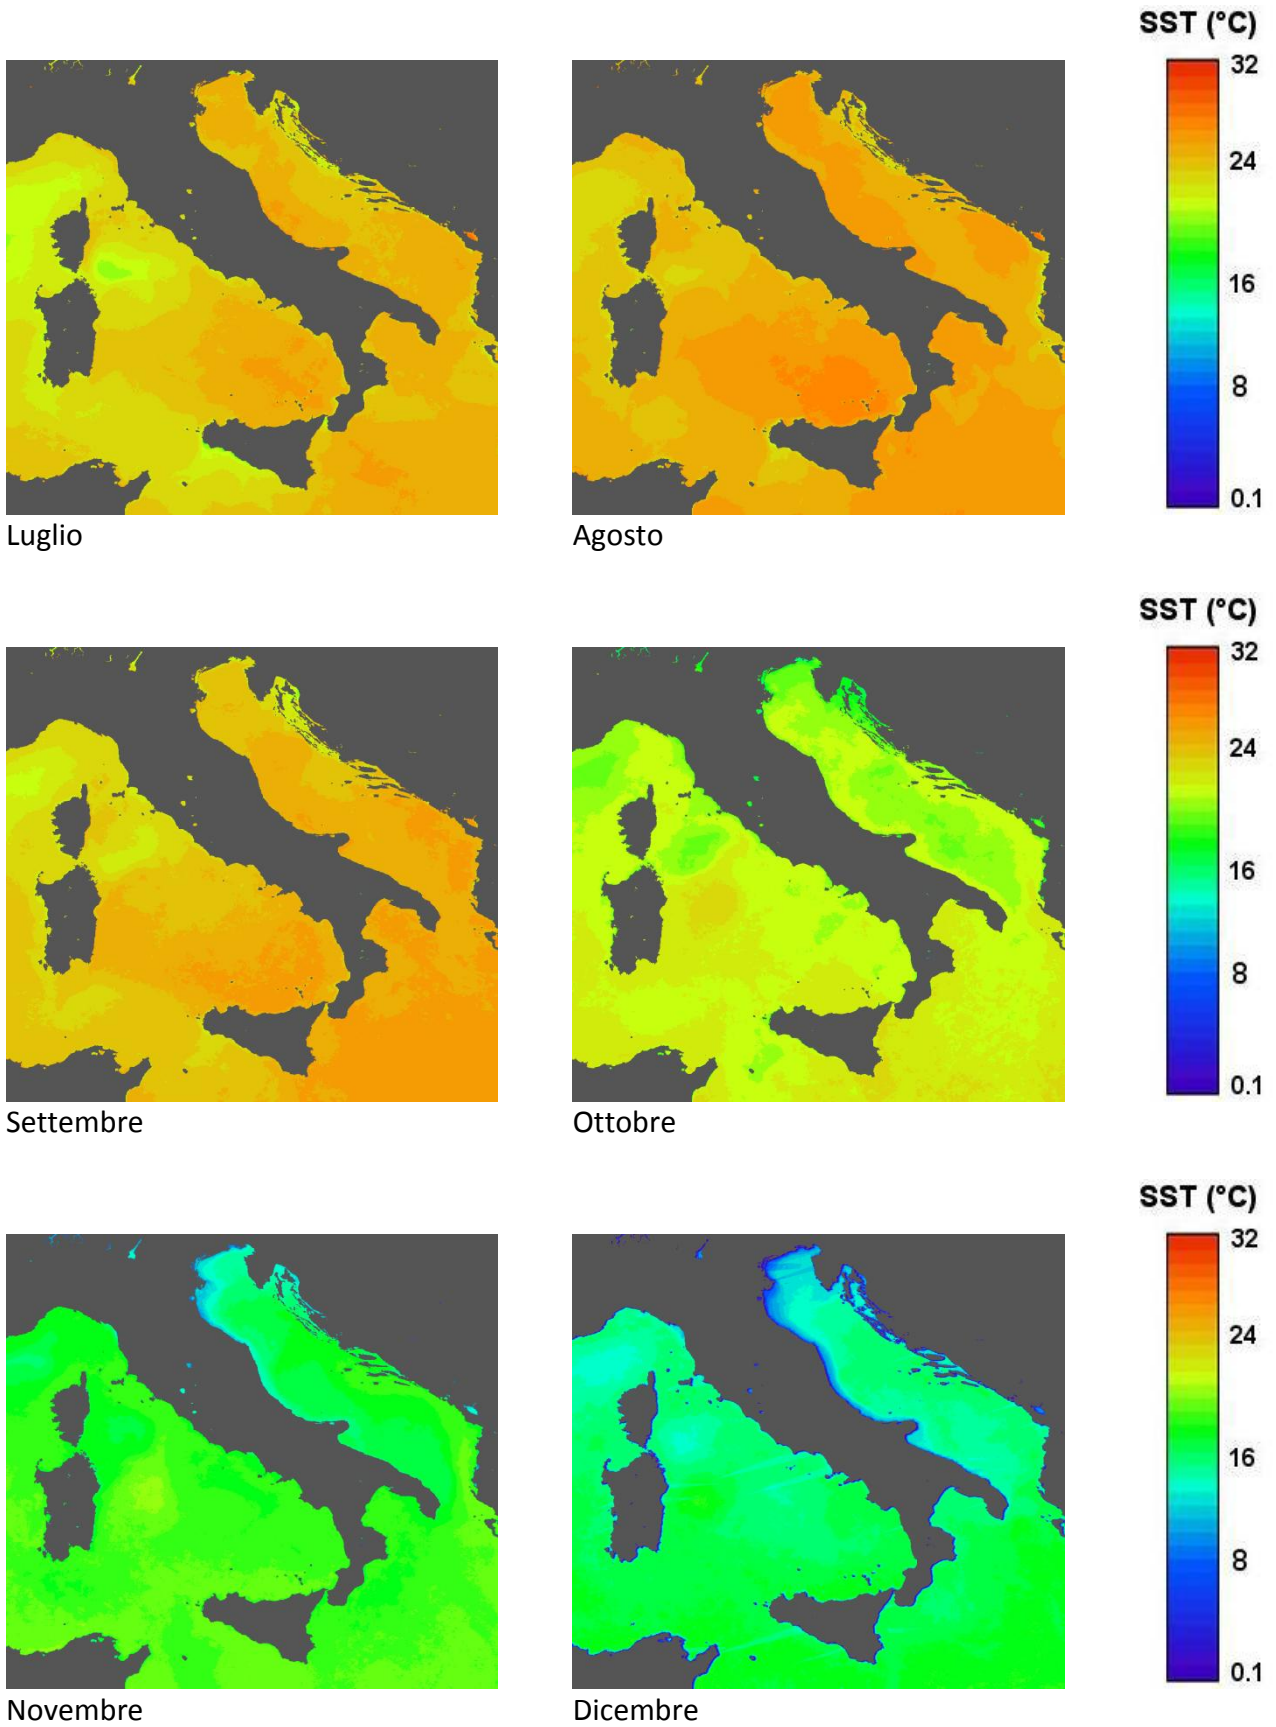 SST (°C)
32
24
16
8
0.1
Luglio
Agosto
SST (°C)
32
24
16
8
0.1
Settembre
Ottobre
SST (°C)
32
24
16
8
0.1
Novembre
Dicembre